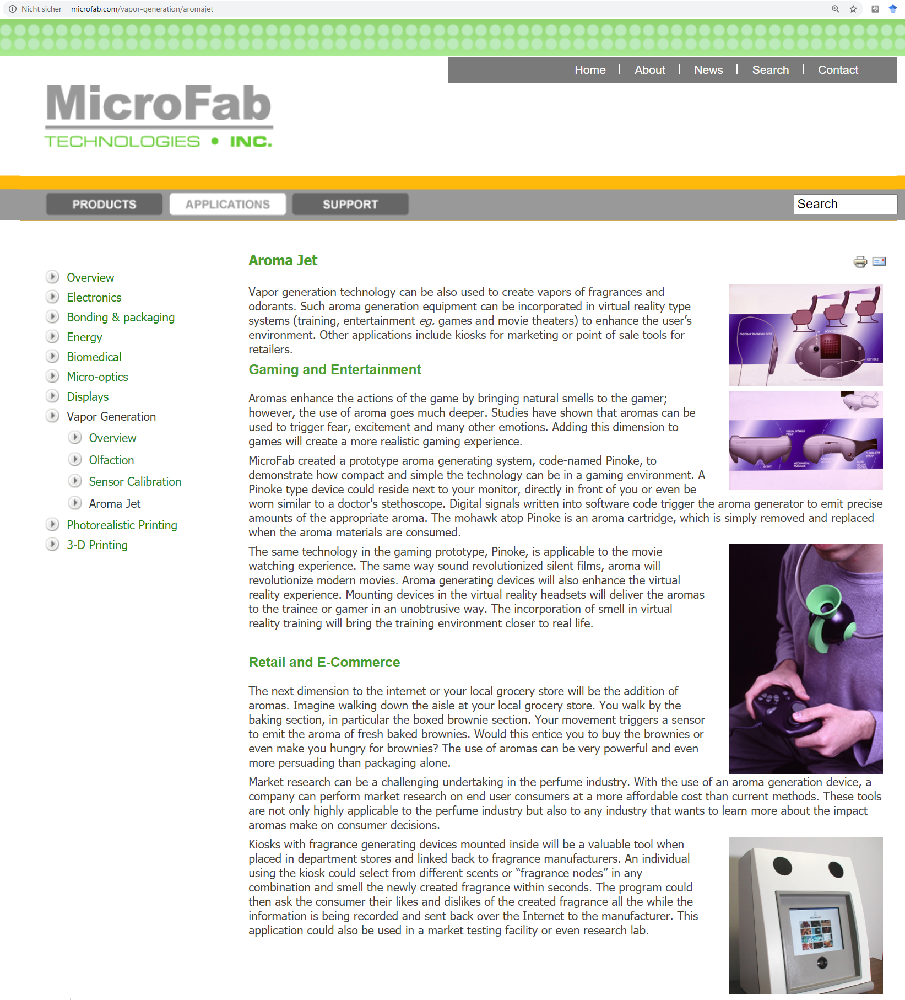 Nicht sicher | microfab.com/vapor-generation/aromajet
Home | About | News | Search | Contact |
MicroFab
TECHNOLOGIES • INC.
PRODUCTS
APPLICATIONS
SUPPORT
Search
Overview
Electronics
Bonding & packaging
Energy
Biomedical
Micro-optics
Displays
Vapor Generation
Overview
Olfaction
Sensor Calibration
Aroma Jet
Photorealistic Printing
3-D Printing
Aroma Jet
Vapor generation technology can be also used to create vapors of fragrances and
odorants. Such aroma generation equipment can be incorporated in virtual reality type
systems (training, entertainment eg. games and movie theaters) to enhance the user’s
environment. Other applications include kiosks for marketing or point of sale tools for
retailers.
FASTENS TO CINEMA SEAT
KEY HOLE
Gaming and Entertainment
Aromas enhance the actions of the game by bringing natural smells to the gamer;
however, the use of aroma goes much deeper. Studies have shown that aromas can be
used to trigger fear, excitement and many other emotions. Adding this dimension to
games will create a more realistic gaming experience.
VISUAL STIMULI
FIELD
SCENT
MECHANICAL
PACKAGE
FLEXIBLE FIT
STRAP
AUDIO
VOLUME
CONTROL
MicroFab created a prototype aroma generating system, code-named Pinoke, to
demonstrate how compact and simple the technology can be in a gaming environment. A
Pinoke type device could reside next to your monitor, directly in front of you or even be
worn similar to a doctor's stethoscope. Digital signals written into software code trigger the aroma generator to emit precise
amounts of the appropriate aroma. The mohawk atop Pinoke is an aroma cartridge, which is simply removed and replaced
when the aroma materials are consumed.
The same technology in the gaming prototype, Pinoke, is applicable to the movie
watching experience. The same way sound revolutionized silent films, aroma will
revolutionize modern movies. Aroma generating devices will also enhance the virtual
reality experience. Mounting devices in the virtual reality headsets will deliver the aromas
to the trainee or gamer in an unobtrusive way. The incorporation of smell in virtual
reality training will bring the training environment closer to real life.
Retail and E-Commerce
The next dimension to the internet or your local grocery store will be the addition of
aromas. Imagine walking down the aisle at your local grocery store. You walk by the
baking section, in particular the boxed brownie section. Your movement triggers a sensor
to emit the aroma of fresh baked brownies. Would this entice you to buy the brownies or
even make you hungry for brownies? The use of aromas can be very powerful and even
more persuading than packaging alone.
Market research can be a challenging undertaking in the perfume industry. With the use of an aroma generation device, a
company can perform market research on end user consumers at a more affordable cost than current methods. These tools
are not only highly applicable to the perfume industry but also to any industry that wants to learn more about the impact
aromas make on consumer decisions.
Kiosks with fragrance generating devices mounted inside will be a valuable tool when
placed in department stores and linked back to fragrance manufacturers. An individual
using the kiosk could select from different scents or “fragrance nodes” in any
combination and smell the newly created fragrance within seconds. The program could
then ask the consumer their likes and dislikes of the created fragrance all the while the
information is being recorded and sent back over the Internet to the manufacturer. This
application could also be used in a market testing facility or even research lab.